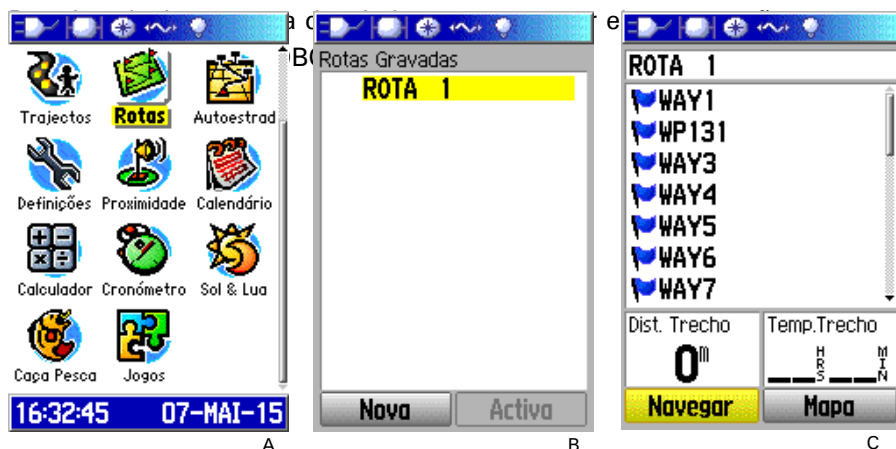 Rotas Gravadas
ROTA 1
ROTA 1
WAY1
WP131
WAY3
WAY4
WAY5
WAY6
WAY7
Trajectos Rotas Autoestrad
Definições Proximidade Calendário
Calculador Cronómetro Sol & Lua
Caça Pesca Jogos
Dist. Trecho Temp.Trecho
0m __HRS __MIN
16:32:45 07-MAI-15
Nova Activa
Navegar Mapa
A B C